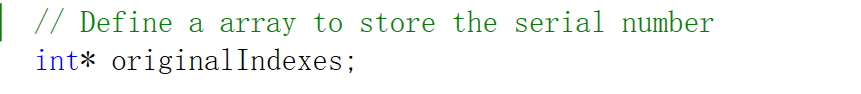 // Define a array to store the serial number
int* originalIndexes;